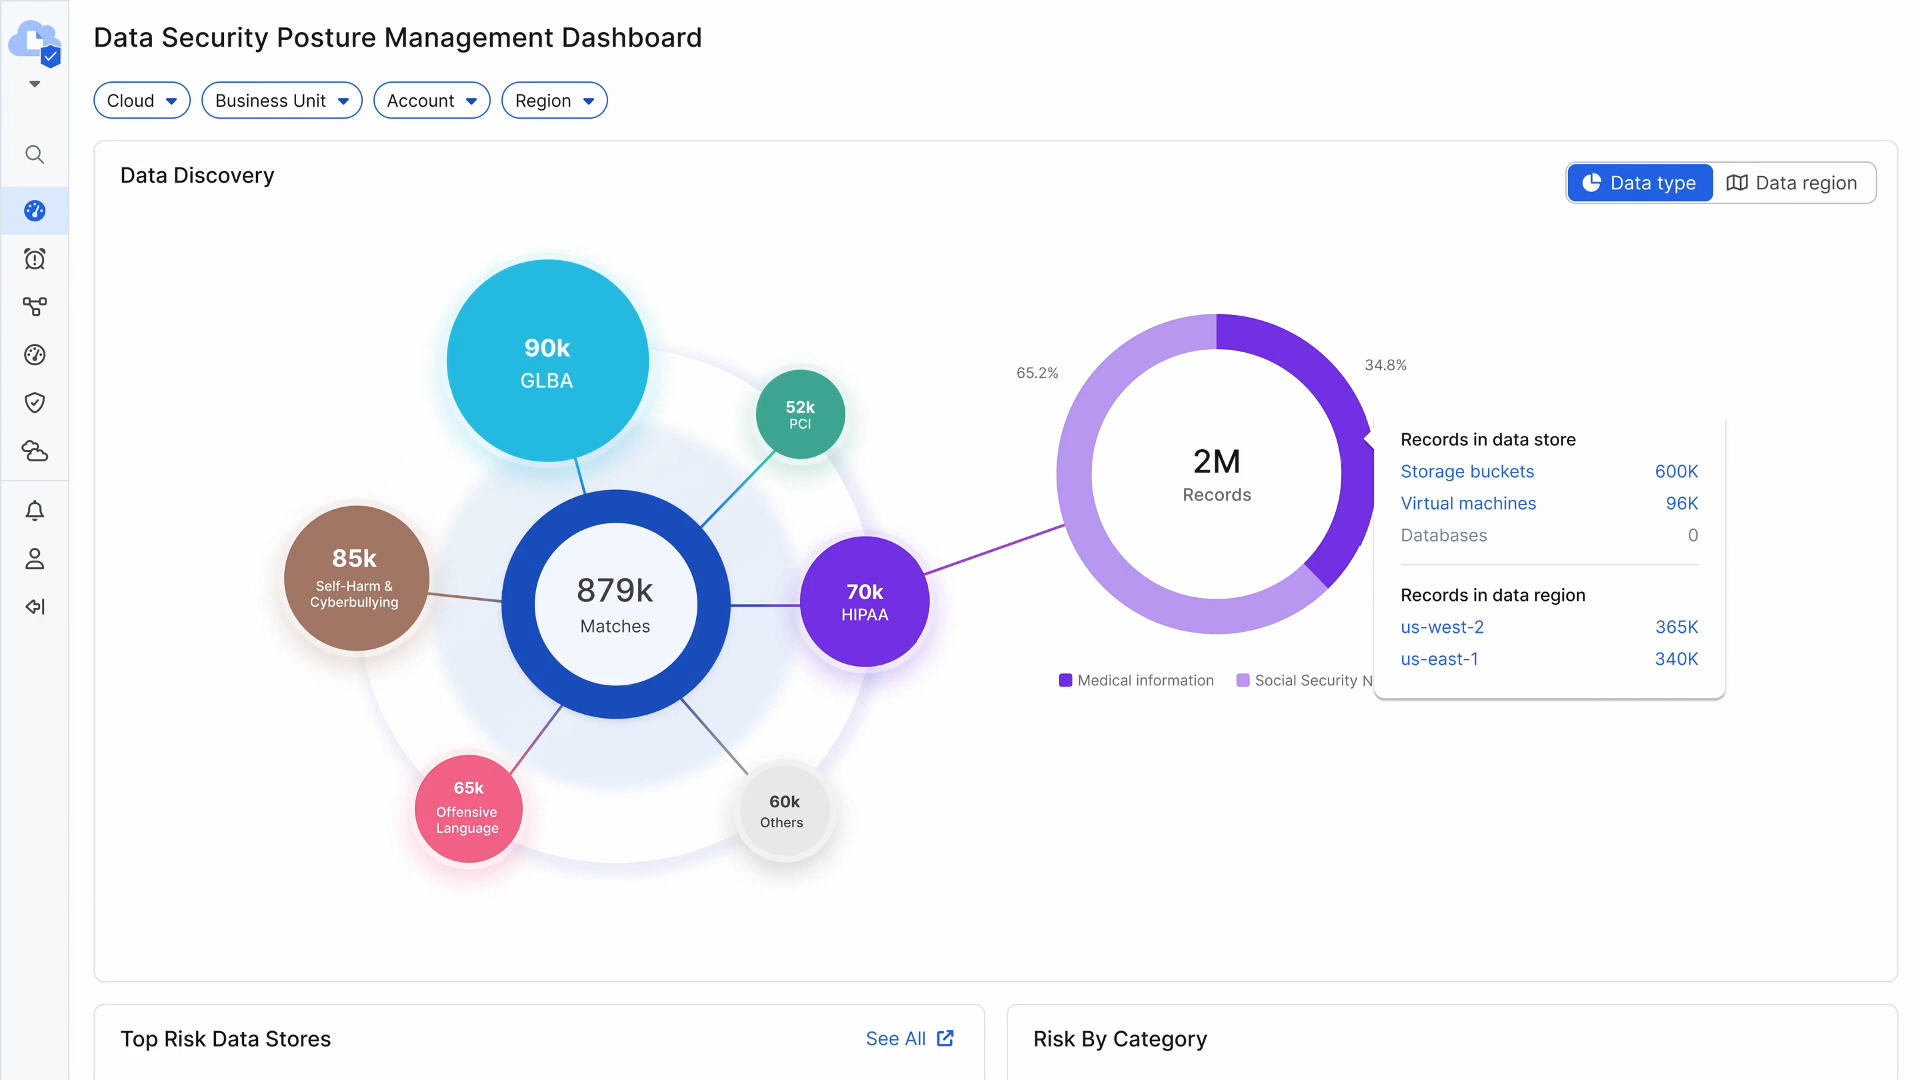 Data Security Posture Management Dashboard
Cloud
Business Unit
Account
Region
Data Discovery
Data type
Data region
90k
GLBA
52k
PCI
85k
Self-Harm &
Cyberbullying
879k
Matches
70k
HIPAA
65k
Offensive
Language
60k
Others
65.2%
34.8%
2M
Records
Medical information
Social Security N
Records in data store
Storage buckets 600K
Virtual machines 96K
Databases 0
Records in data region
us-west-2 365K
us-east-1 340K
Top Risk Data Stores
See All
Risk By Category